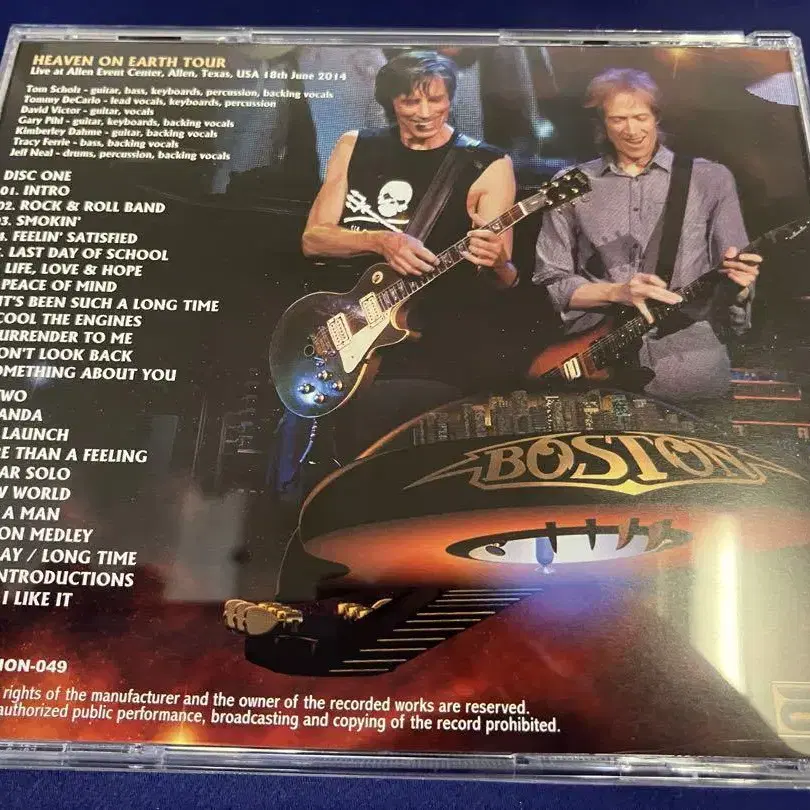 HEAVEN ON EARTH TOUR
Live at Allen Event Center, Allen, Texas, USA 18th June 2014
Tom Scholz - guitar, bass, keyboards, percussion, backing vocals
Tommy DeCarlo - lead vocals, keyboards, percussion
David Victor - guitar, vocals
Gary Pihl - guitar, keyboards, backing vocals
Kimberley Dahme - guitar, backing vocals
Tracy Ferrie - bass, backing vocals
Jeff Neal - drums, percussion, backing vocals
DISC ONE
01. INTRO
02. ROCK & ROLL BAND
03. SMOKIN'
. FEELIN' SATISFIED
. LAST DAY OF SCHOOL
LIFE, LOVE & HOPE
PEACE OF MIND
IT'S BEEN SUCH A LONG TIME
COOL THE ENGINES
URRENDER TO ME
ON'T LOOK BACK
OMETHING ABOUT YOU
WO
ANDA
LAUNCH
RE THAN A FEELING
AR SOLO
W WORLD
A MAN
ON MEDLEY
AY / LONG TIME
NTRODUCTIONS
I LIKE IT
BOSTON
ION-049
rights of the manufacturer and the owner of the recorded works are reserved.
authorized public performance, broadcasting and copying of the record prohibited.